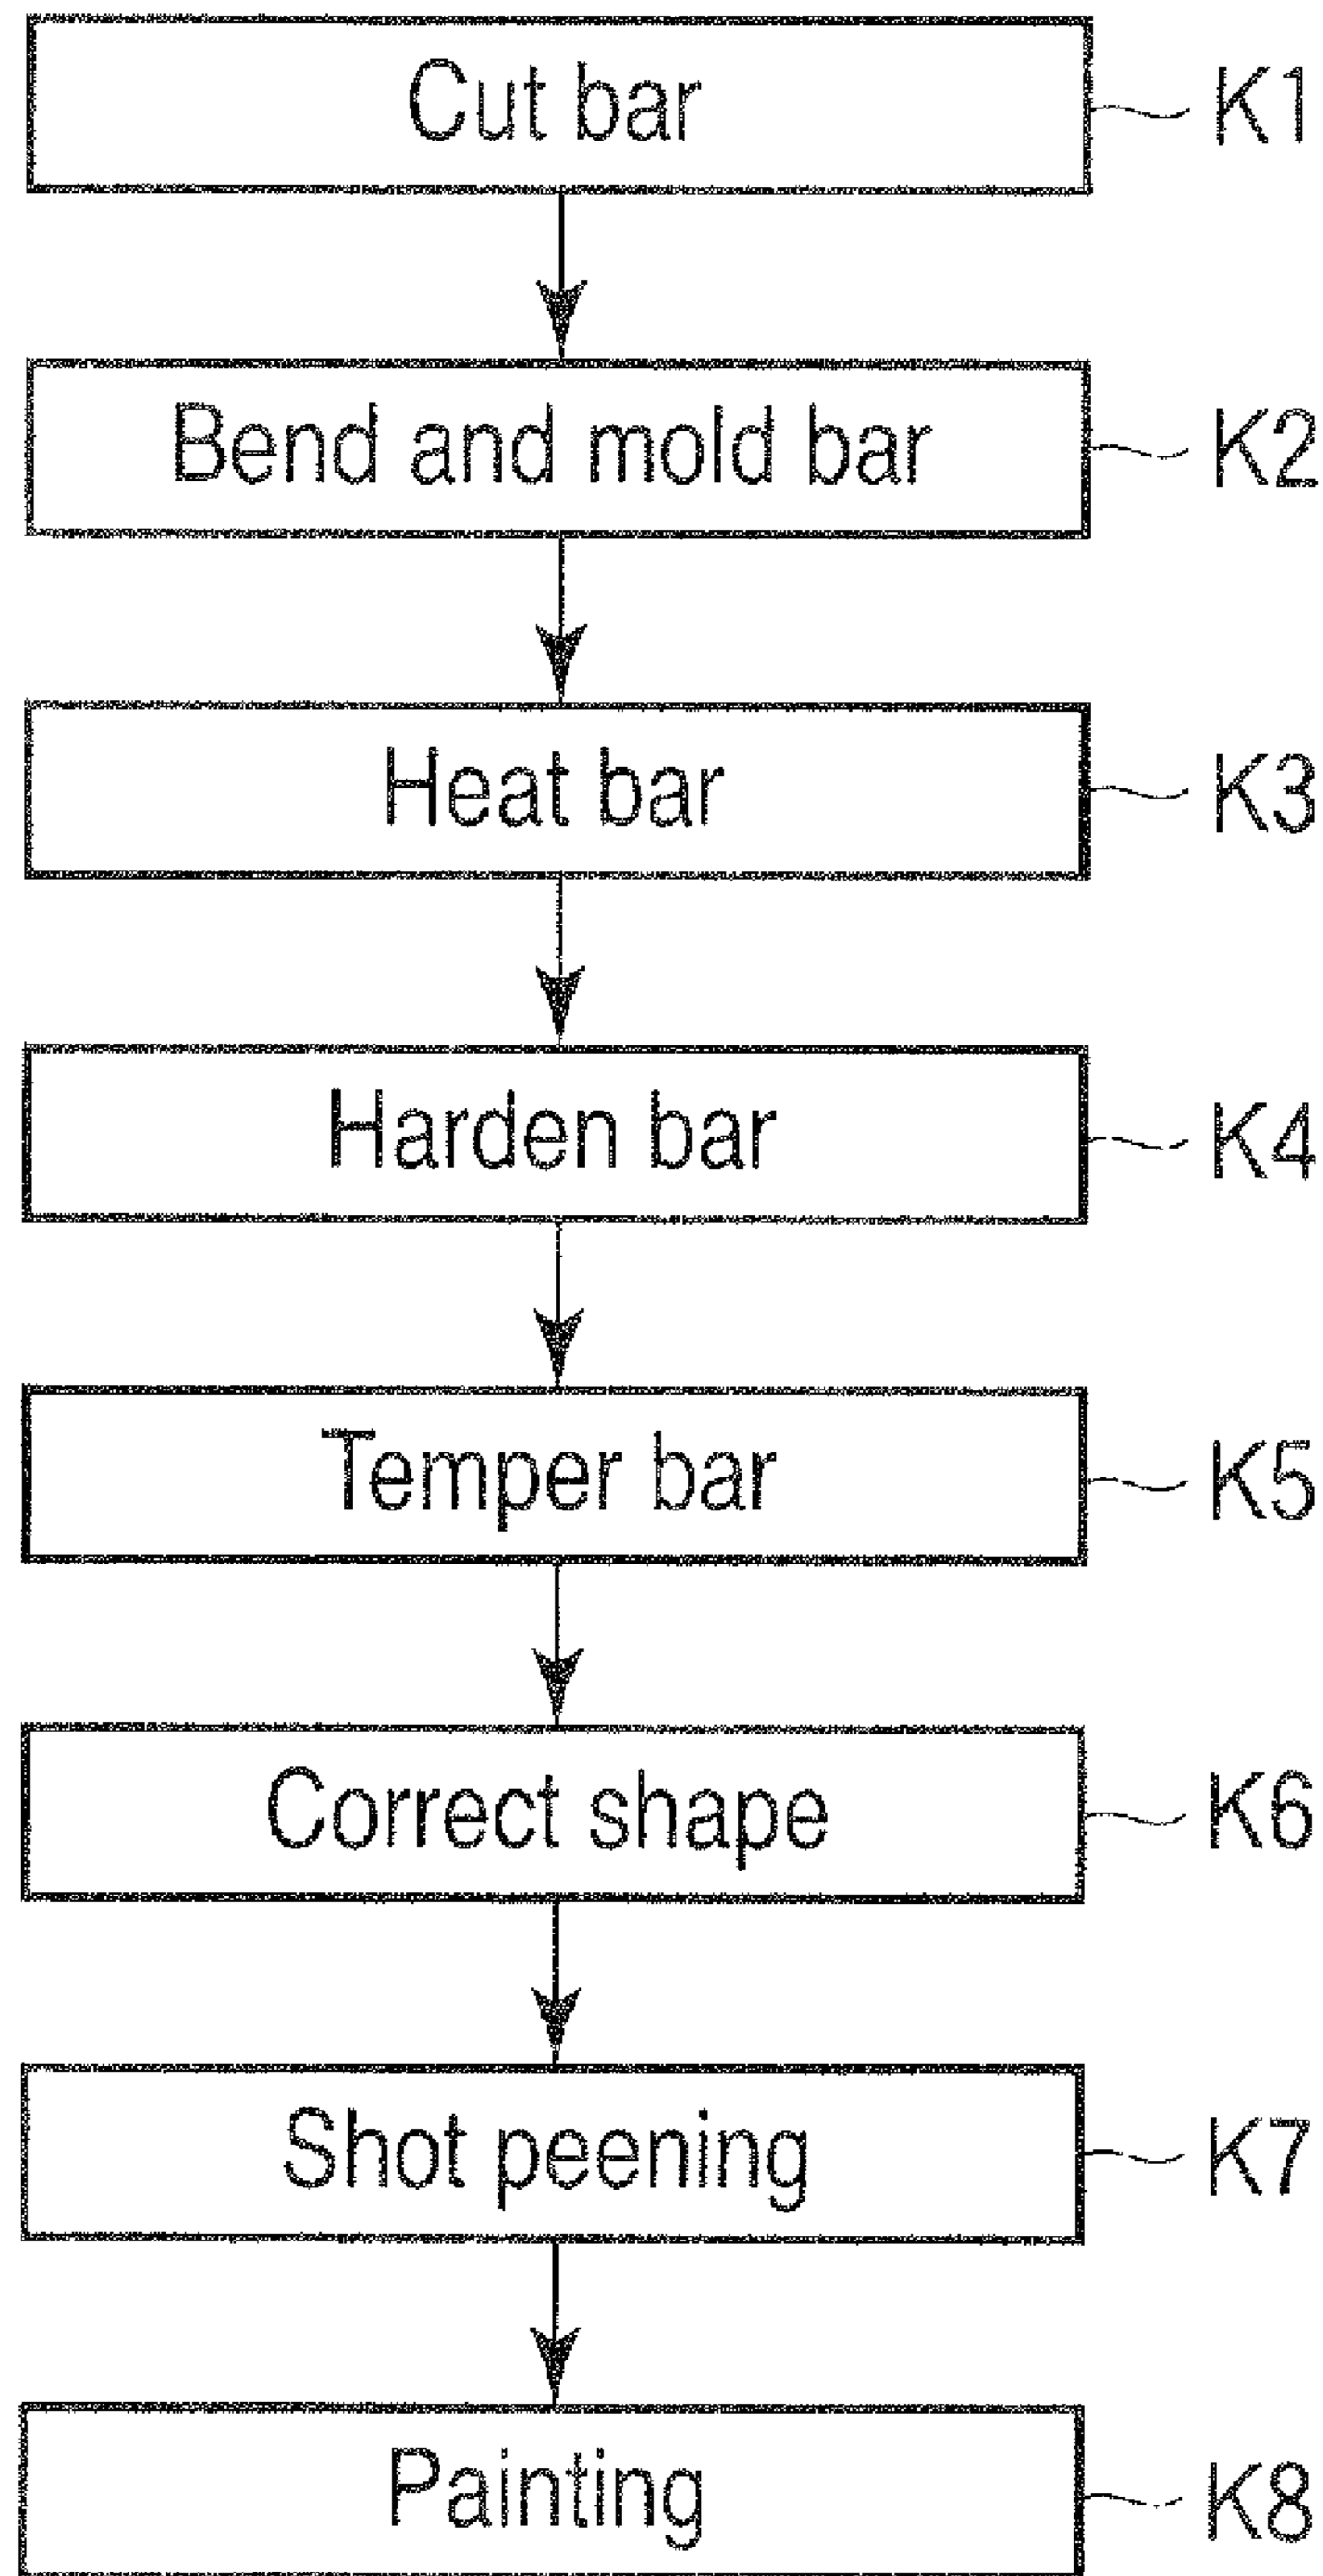 Cut bar K1
Bend and mold bar K2
Heat bar K3
Harden bar K4
Temper bar K5
Correct shape K6
Shot peening K7
Painting K8